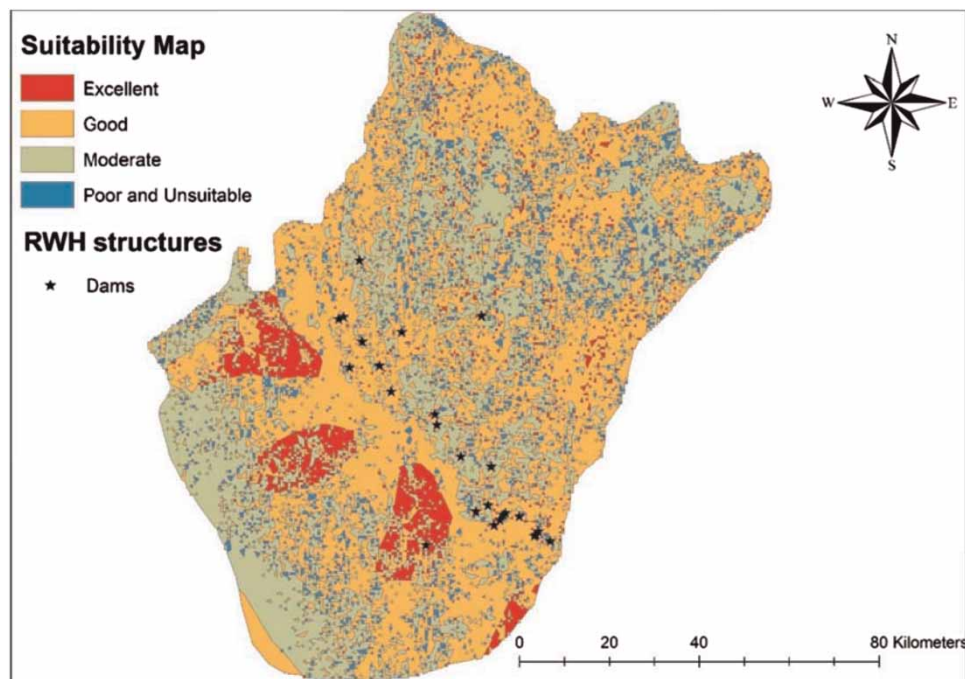 Suitability Map
Excellent
Good
Moderate
Poor and Unsuitable
RWH structures
Dams
N
W E
S
0 20 40 80 Kilometers